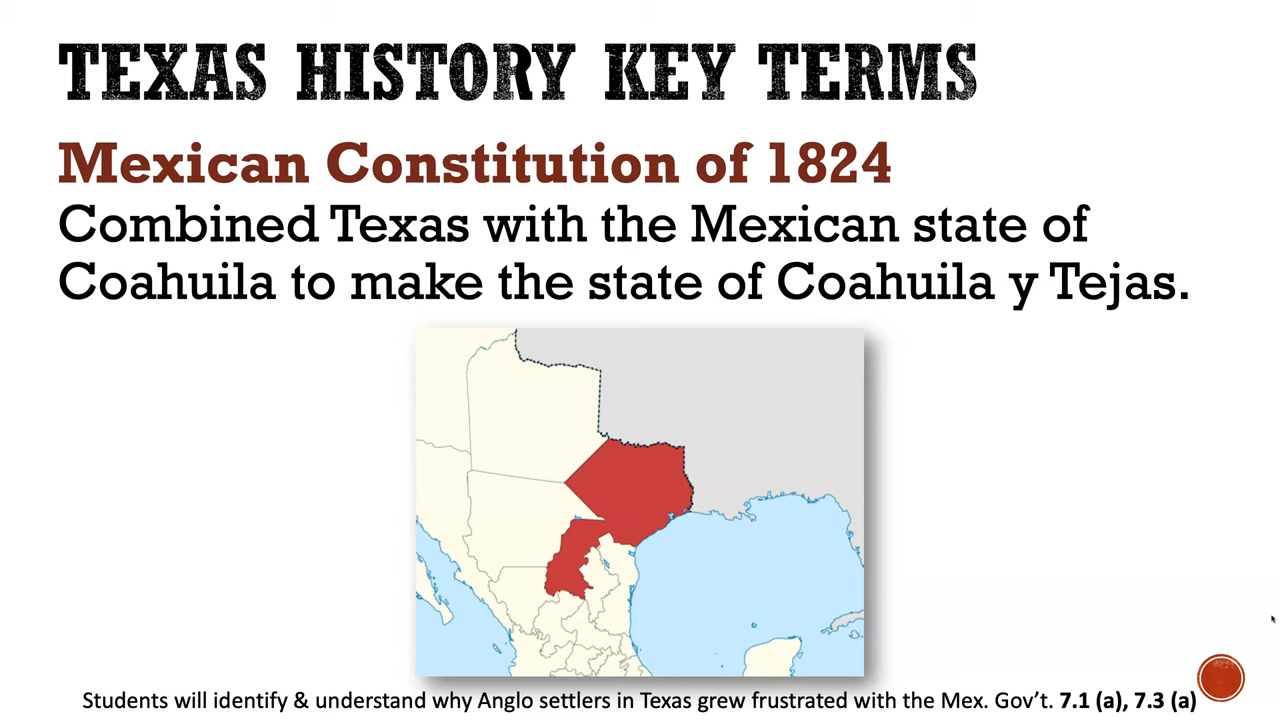 TEXAS HISTORY KEY TERMS
Mexican Constitution of 1824
Combined Texas with the Mexican state of
Coahuila to make the state of Coahuila y Tejas.
Students will identify & understand why Anglo settlers in Texas grew frustrated with the Mex. Gov’t. 7.1 (a), 7.3 (a)